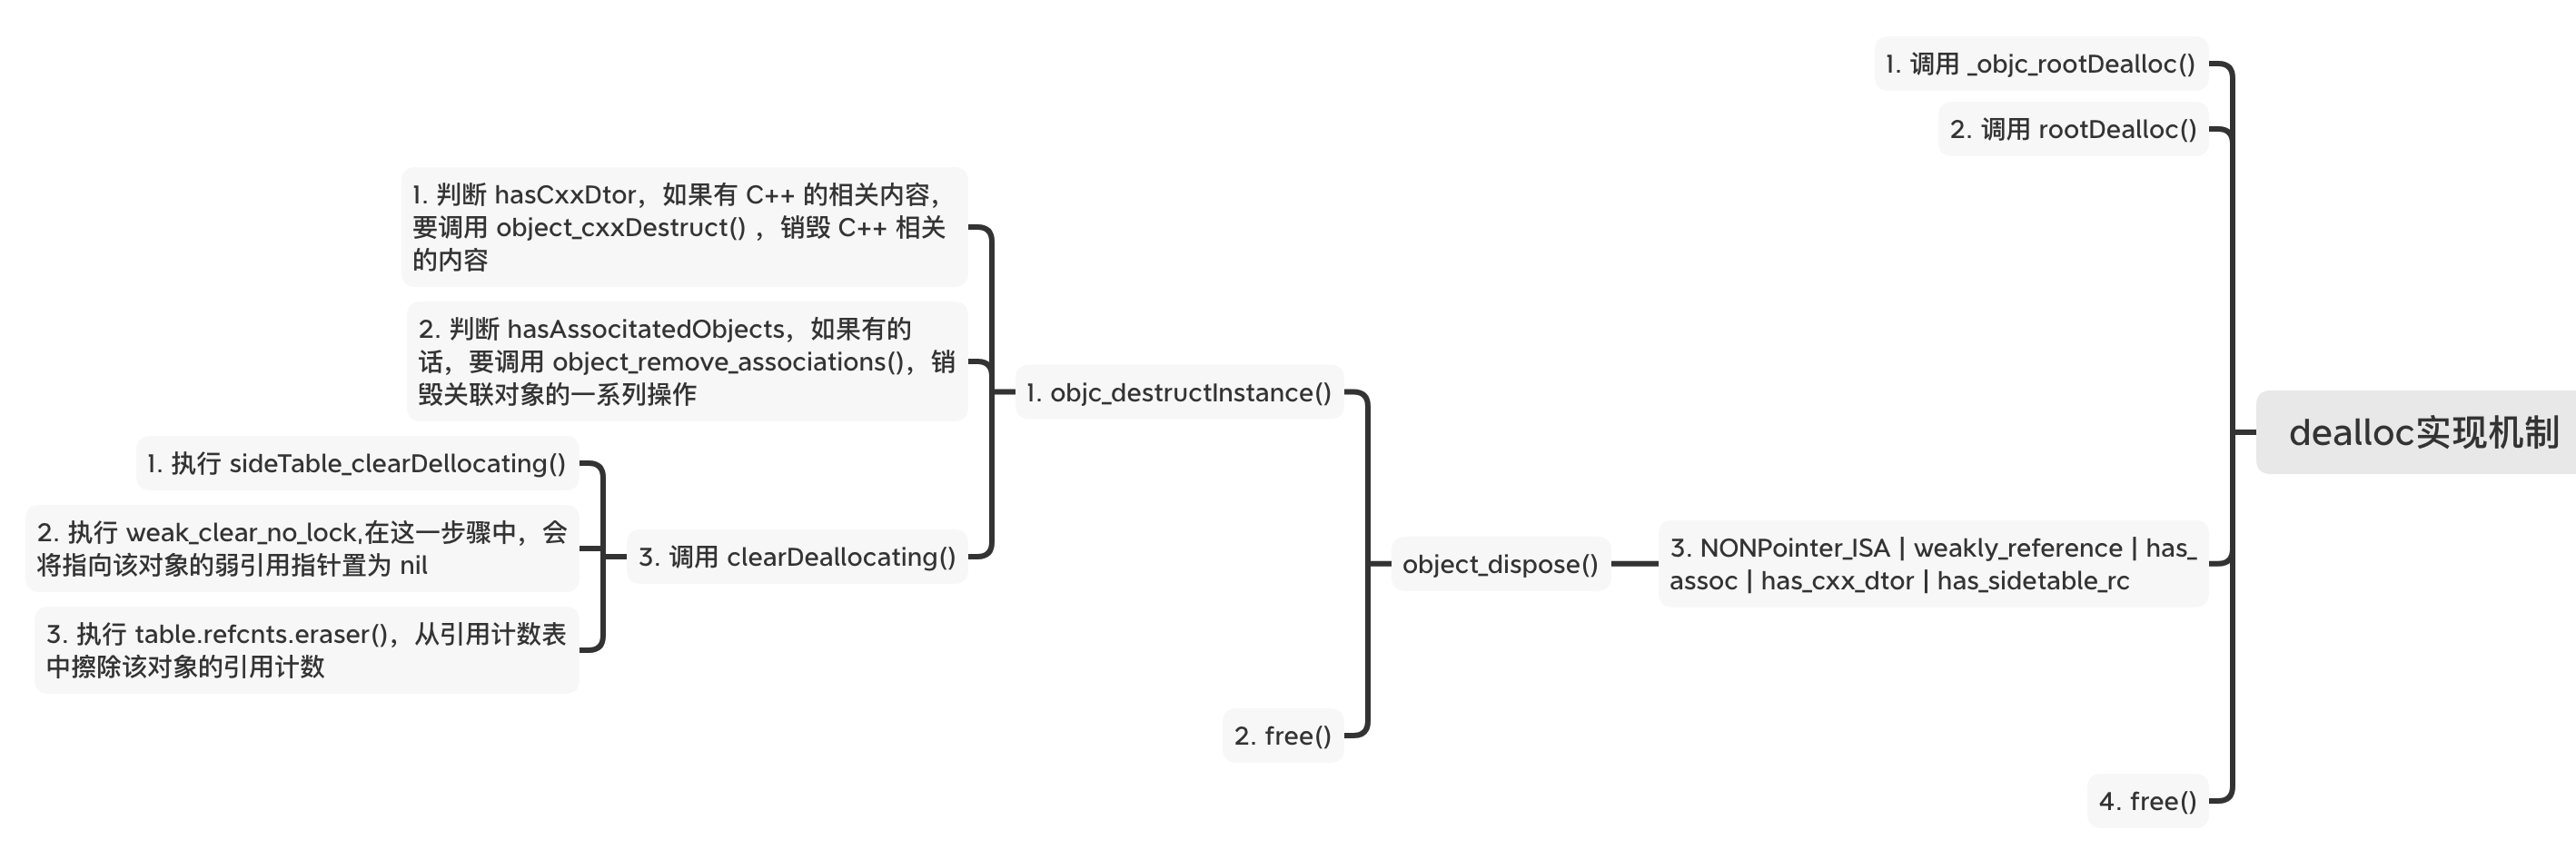 dealloc实现机制
1. 调用 _objc_rootDealloc()
2. 调用 rootDealloc()
3. NONPointer_ISA | weakly_reference | has_
assoc | has_cxx_dtor | has_sidetable_rc
object_dispose()
1. objc_destructInstance()
1. 判断 hasCxxDtor，如果有 C++ 的相关内容，
要调用 object_cxxDestruct() ，销毁 C++ 相关
的内容
2. 判断 hasAssocitatedObjects，如果有的
话，要调用 object_remove_associations()，销
毁关联对象的一系列操作
3. 调用 clearDeallocating()
1. 执行 sideTable_clearDellocating()
2. 执行 weak_clear_no_lock,在这一步骤中，会
将指向该对象的弱引用指针置为 nil
3. 执行 table.refcnts.eraser()，从引用计数表
中擦除该对象的引用计数
2. free()
4. free()